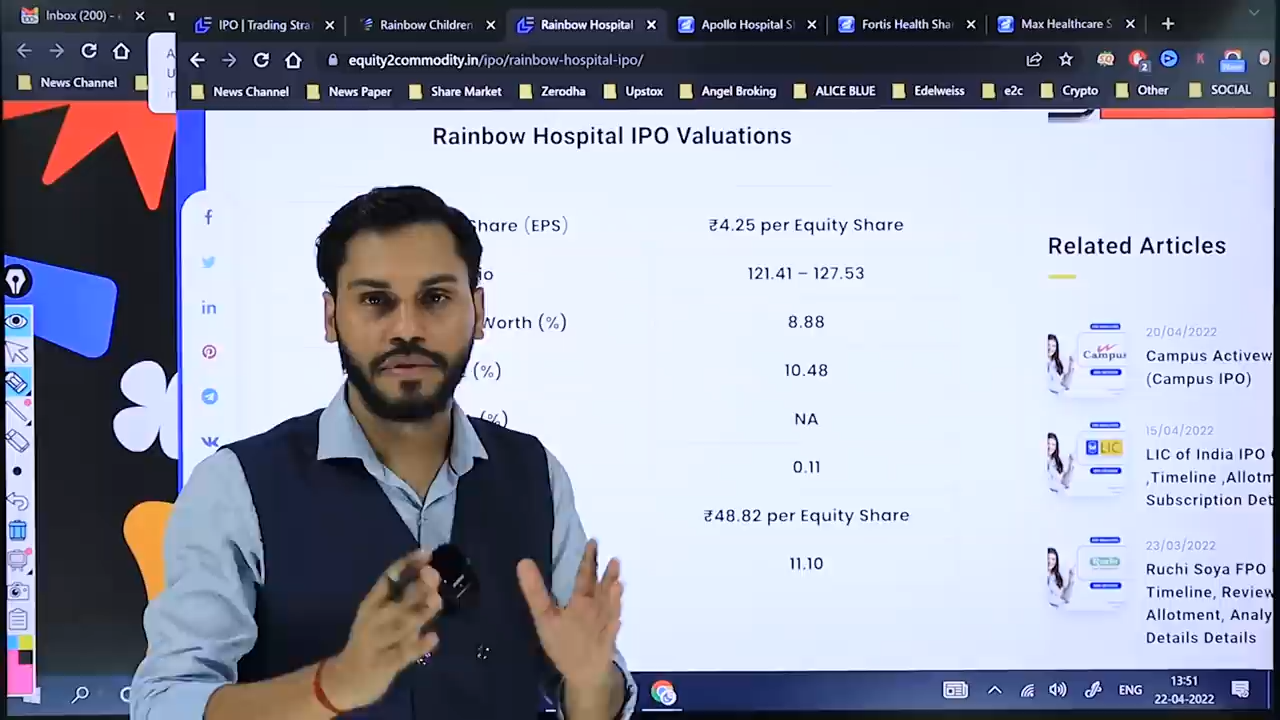 Inbox (200) -
IPO | Trading Stra
Rainbow Children
Rainbow Hospital
Apollo Hospital S
Fortis Health Sha
Max Healthcare S
equity2commodity.in/ipo/rainbow-hospital-ipo/
News Channel
News Channel
News Paper
Share Market
Zerodha
Upstox
Angel Broking
ALICE BLUE
Edelweiss
e2c
Crypto
Other
SOCIAL
Rainbow Hospital IPO Valuations
Share (EPS)
₹4.25 per Equity Share
io
121.41 – 127.53
Worth (%)
8.88
(%)
10.48
(%)
NA
0.11
₹48.82 per Equity Share
11.10
Related Articles
20/04/2022
Campus Activew
(Campus IPO)
15/04/2022
LIC of India IPO
,Timeline ,Allotm
Subscription Det
23/03/2022
Ruchi Soya FPO
Timeline, Review
Allotment, Analy
Details Details
Campus
LIC
ENG
13:51
22-04-2022